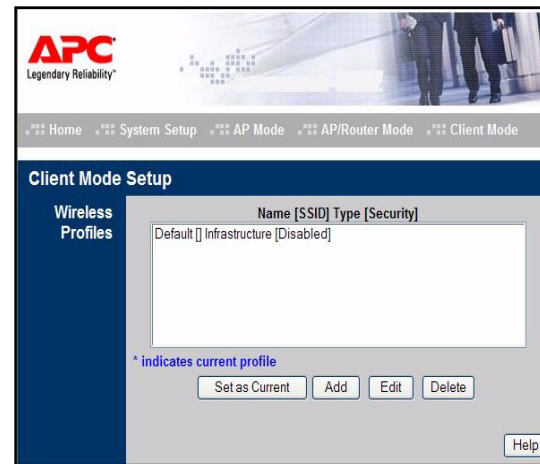 APC
Legendary Reliability"
Home System Setup AP Mode AP/Router Mode Client Mode
Client Mode Setup
Wireless Profiles
Name [SSID] Type [Security]
Default [] Infrastructure [Disabled]
* indicates current profile
Set as Current Add Edit Delete
Help